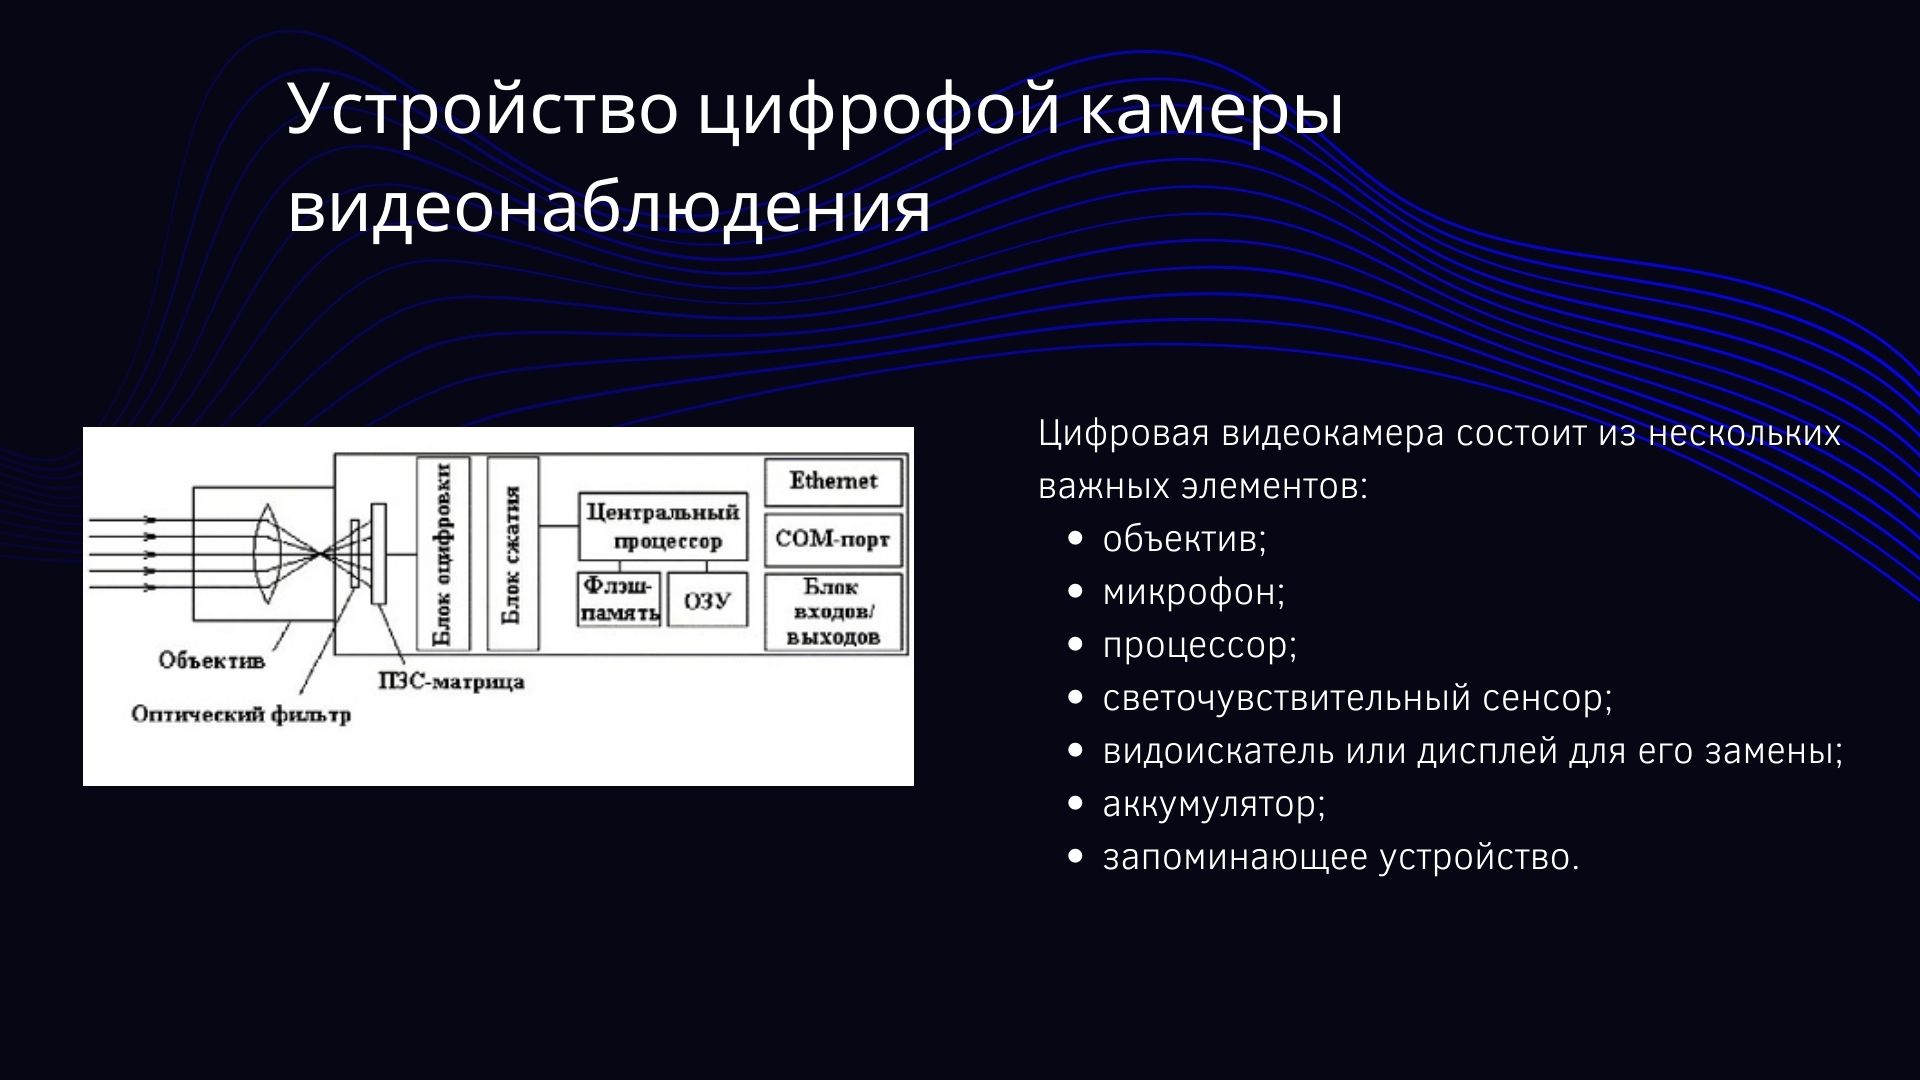 Устройство цифрофой камеры
видеонаблюдения
Блок оцифровки
Блок сжатия
Центральный
процессор
Флэш-
память
ОЗУ
Ethernet
COM-порт
Блок
входов/
выходов
Объектив
ПЗС-матрица
Оптический фильтр
Цифровая видеокамера состоит из нескольких
важных элементов:
• объектив;
• микрофон;
• процессор;
• светочувствительный сенсор;
• видоискатель или дисплей для его замены;
• аккумулятор;
• запоминающее устройство.